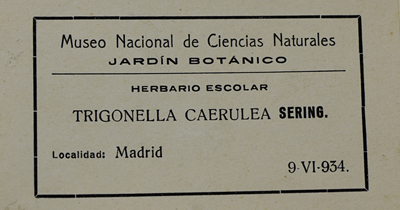 Museo Nacional de Ciencias Naturales
JARDÍN BOTÁNICO
HERBARIO ESCOLAR
TRIGONELLA CAERULEA SERING.
Localidad: Madrid
9-VI-934.